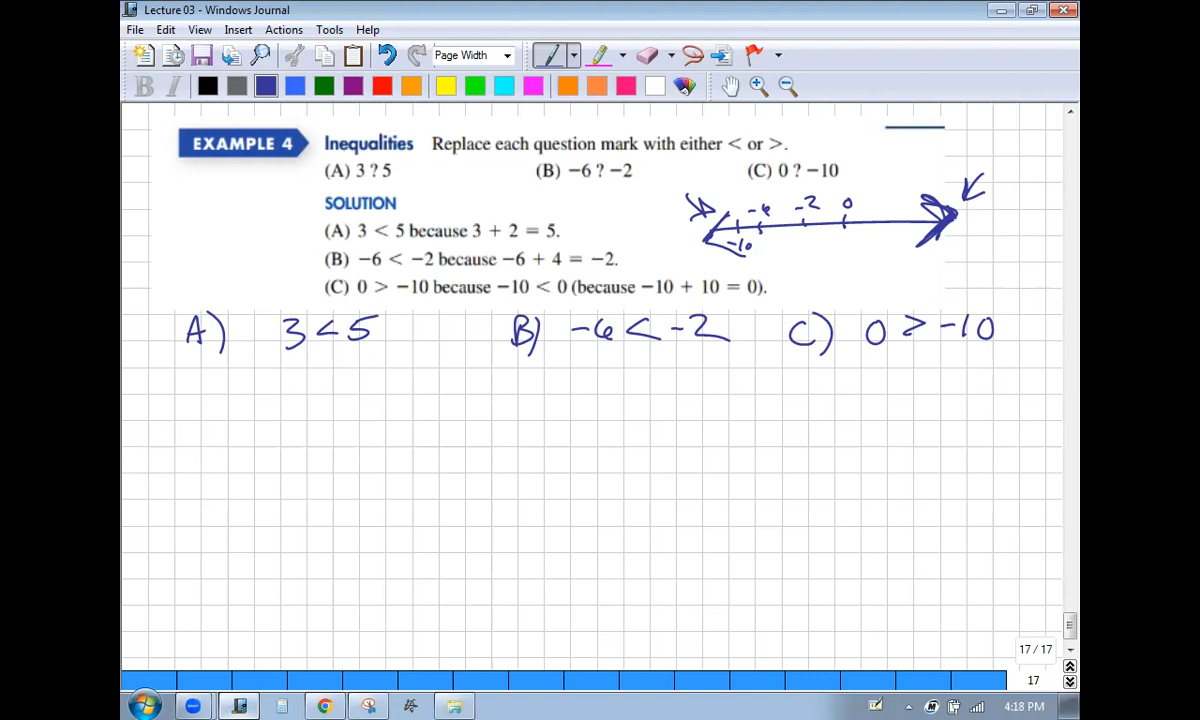 Lecture 03 - Windows Journal
File Edit View Insert Actions Tools Help
Page Width
B I
EXAMPLE 4 Inequalities Replace each question mark with either < or >.
(A) 3 ? 5 (B) −6 ? −2 (C) 0 ? −10
SOLUTION
-6 -2 0
-10
(A) 3 < 5 because 3 + 2 = 5.
(B) −6 < −2 because −6 + 4 = −2.
(C) 0 > −10 because −10 < 0 (because −10 + 10 = 0).
A) 3 < 5 B) -6 < -2 C) 0 > -10
17 / 17
17
4:18 PM